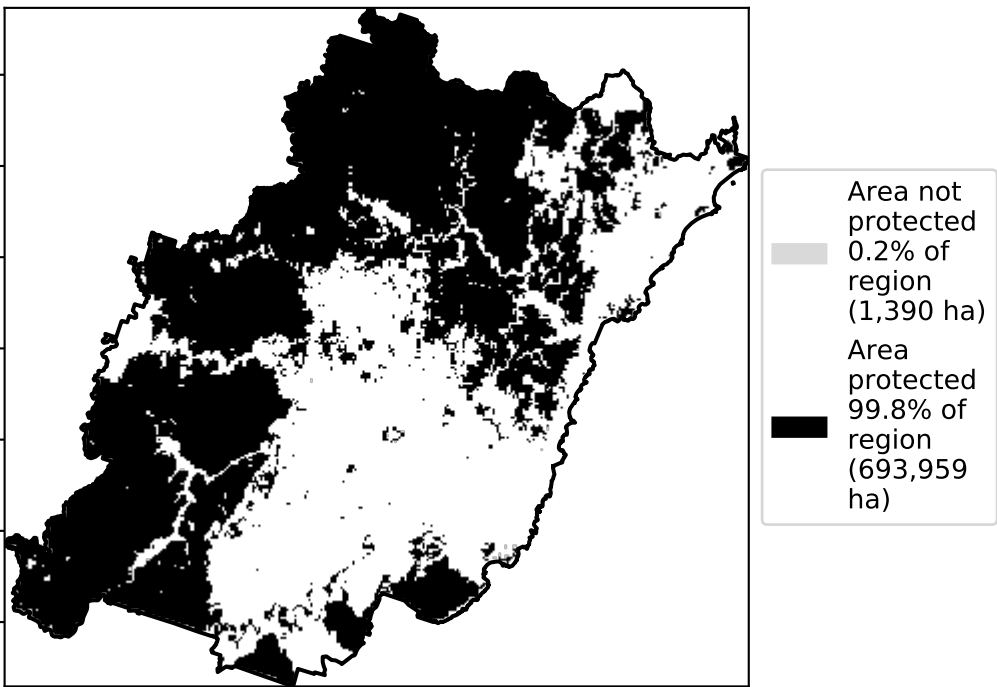 Area not
protected
0.2% of
region
(1,390 ha)
Area
protected
99.8% of
region
(693,959
ha)